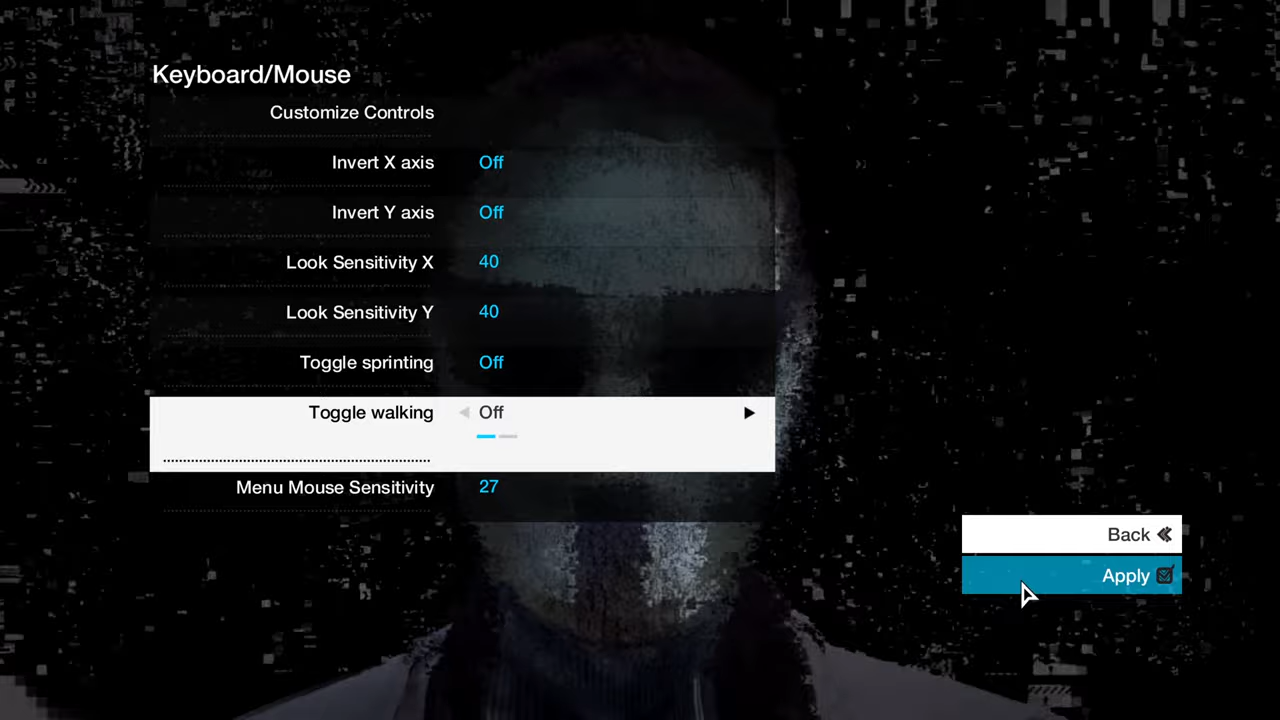 Keyboard/Mouse
Customize Controls
Invert X axis Off
Invert Y axis Off
Look Sensitivity X 40
Look Sensitivity Y 40
Toggle sprinting Off
Toggle walking Off
Menu Mouse Sensitivity 27
Back
Apply